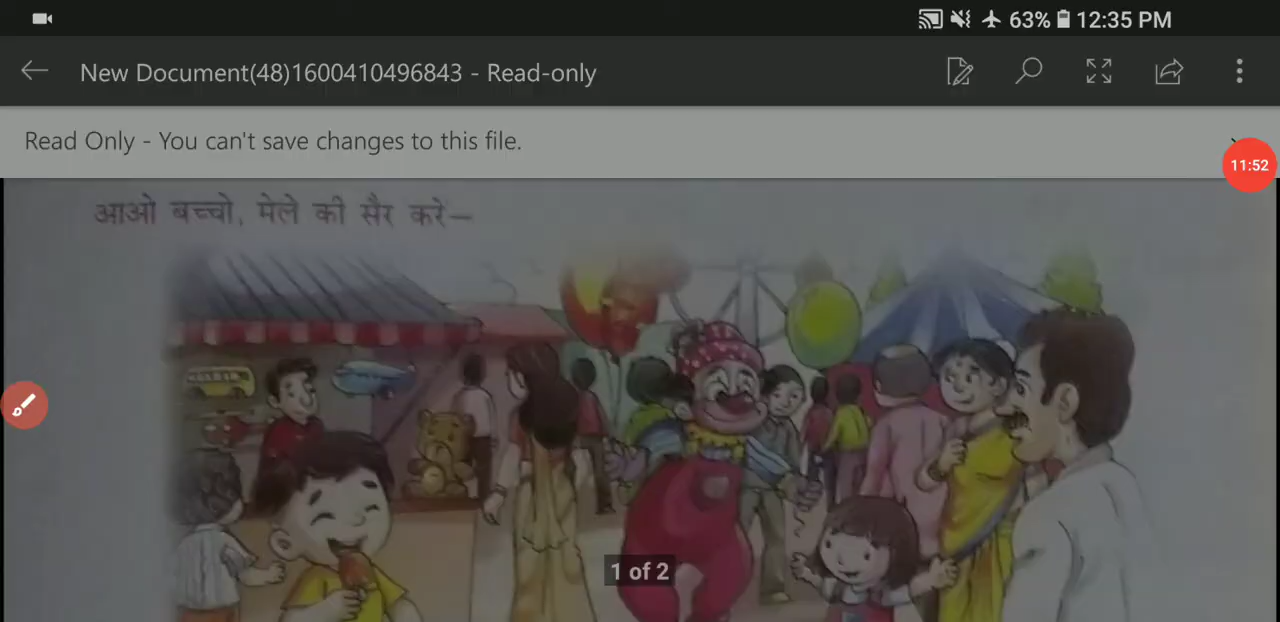 63% 12:35 PM
New Document(48)1600410496843 - Read-only
Read Only - You can't save changes to this file.
11:52
आओ बच्चो, मेले की सैर करें—
1 of 2